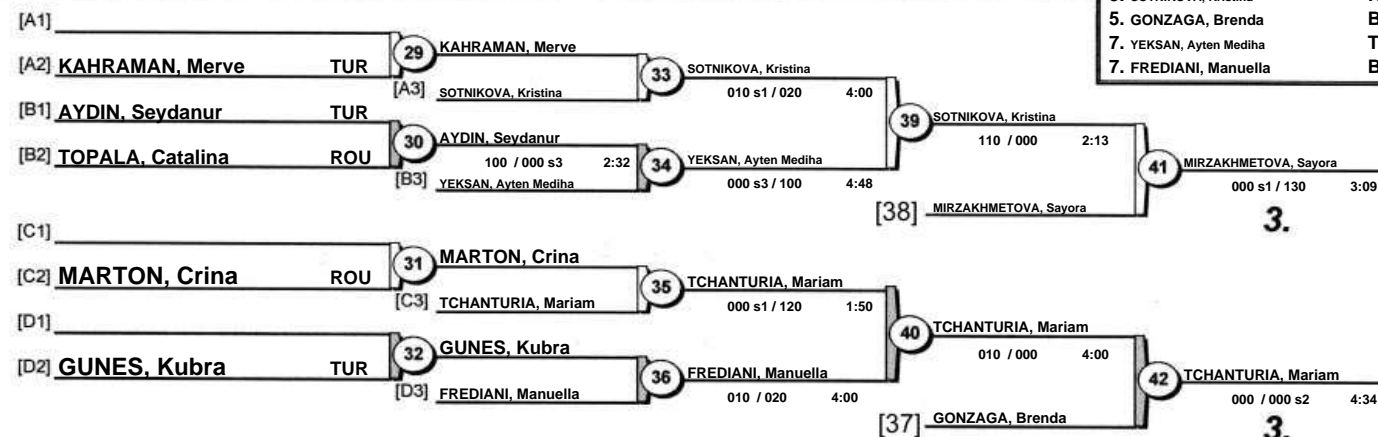 5. GONZAGA, Brenda B
7. YEKSAN, Ayten Mediha T
7. FREDIANI, Manuella B
[A1]
[A2] KAHRAMAN, Merve TUR
29 KAHRAMAN, Merve
[A3] SOTNIKOVA, Kristina
33 SOTNIKOVA, Kristina
010 s1 / 020 4:00
[B1] AYDIN, Seydanur TUR
[B2] TOPALA, Catalina ROU
30 AYDIN, Seydanur
100 / 000 s3 2:32
[B3] YEKSAN, Ayten Mediha
34 YEKSAN, Ayten Mediha
000 s3 / 100 4:48
39 SOTNIKOVA, Kristina
110 / 000 2:13
[38] MIRZAKHMETOVA, Sayora
41 MIRZAKHMETOVA, Sayora
000 s1 / 130 3:09
3.
[C1]
[C2] MARTON, Crina ROU
31 MARTON, Crina
[C3] TCHANTURIA, Mariam
35 TCHANTURIA, Mariam
000 s1 / 120 1:50
[D1]
[D2] GUNES, Kubra TUR
32 GUNES, Kubra
[D3] FREDIANI, Manuella
36 FREDIANI, Manuella
010 / 020 4:00
40 TCHANTURIA, Mariam
010 / 000 4:00
[37] GONZAGA, Brenda
42 TCHANTURIA, Mariam
000 / 000 s2 4:34
3.